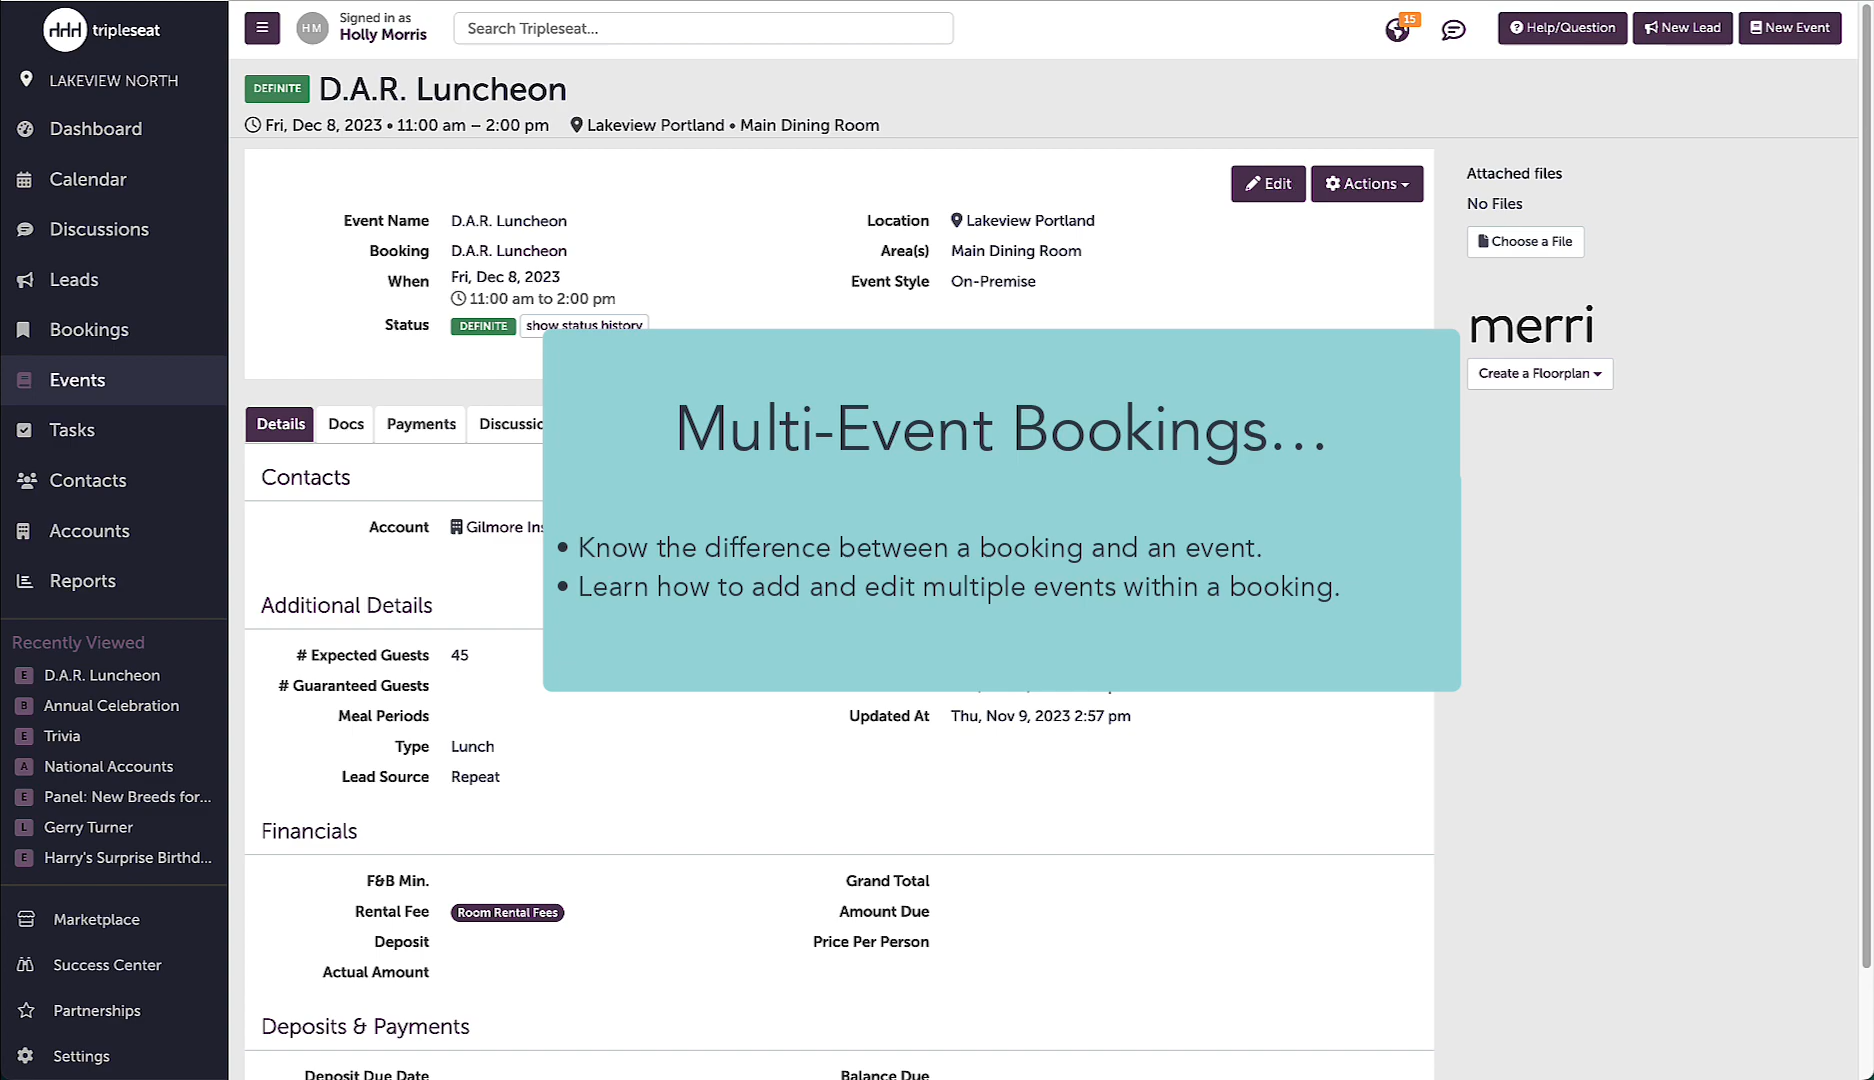 tripleseat
LAKEVIEW NORTH
Dashboard
Calendar
Discussions
Leads
Bookings
Events
Tasks
Contacts
Accounts
Reports
Recently Viewed
E D.A.R. Luncheon
B Annual Celebration
E Trivia
A National Accounts
E Panel: New Breeds for...
L Gerry Turner
E Harry's Surprise Birthd...
Marketplace
Success Center
Partnerships
Settings
HM
Signed in as
Holly Morris
Search Tripleseat...
15
Help/Question
New Lead
New Event
DEFINITE D.A.R. Luncheon
Fri, Dec 8, 2023 • 11:00 am – 2:00 pm Lakeview Portland • Main Dining Room
Edit
Actions
Event Name D.A.R. Luncheon
Booking D.A.R. Luncheon
When Fri, Dec 8, 2023
11:00 am to 2:00 pm
Status DEFINITE show status history
Location Lakeview Portland
Area(s) Main Dining Room
Event Style On-Premise
Attached files
No Files
Choose a File
merri
Create a Floorplan
Details Docs Payments
Multi-Event Bookings...
• Know the difference between a booking and an event.
• Learn how to add and edit multiple events within a booking.
Contacts
Account Gilmore
Additional Details
# Expected Guests 45
# Guaranteed Guests
Meal Periods
Type Lunch
Lead Source Repeat
Updated At Thu, Nov 9, 2023 2:57 pm
Financials
F&B Min.
Rental Fee Room Rental Fees
Deposit
Actual Amount
Grand Total
Amount Due
Price Per Person
Deposits & Payments
Deposit Due Date
Balance Due